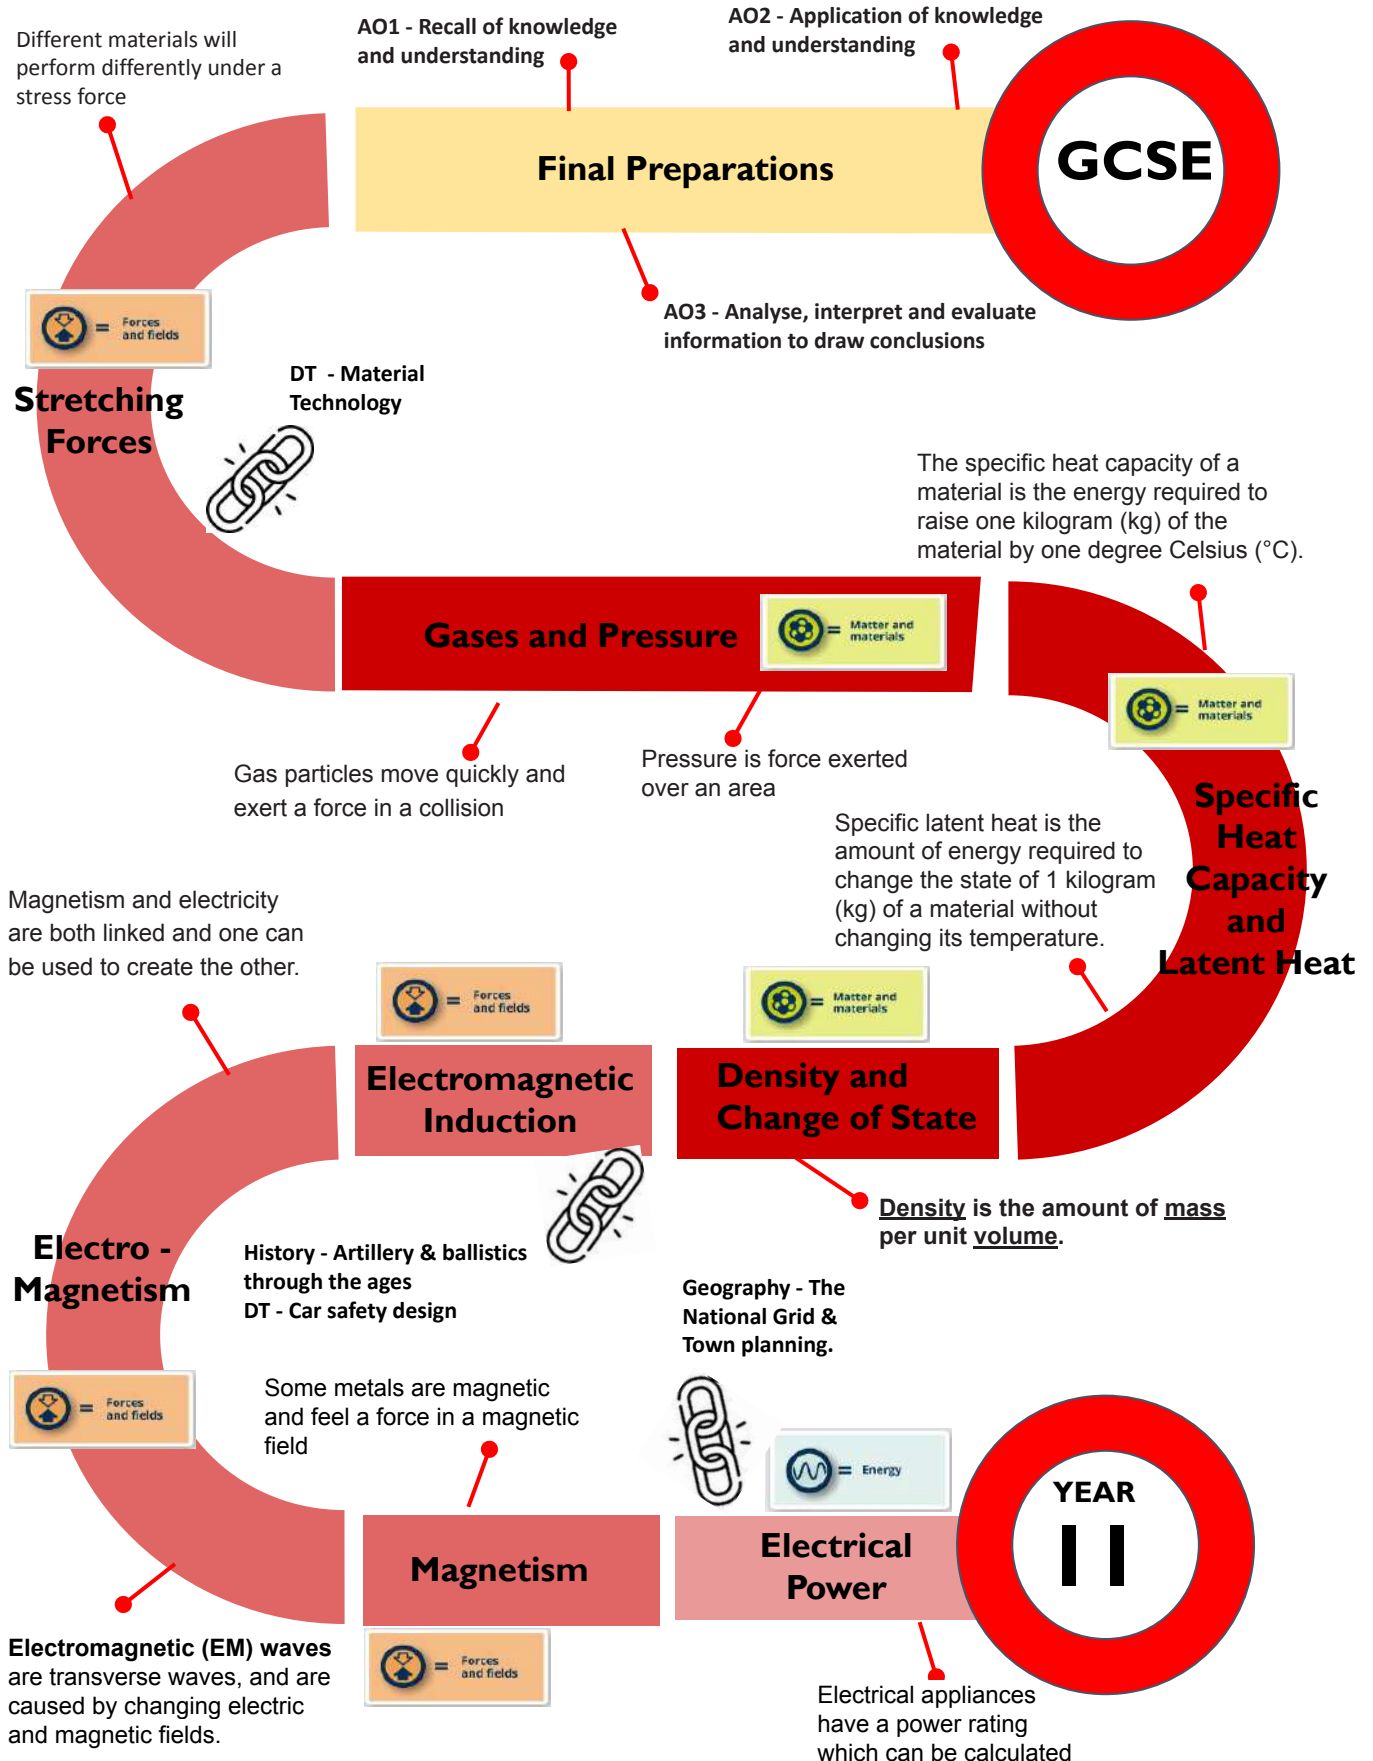 Different materials will
perform differently under a
stress force
AO1 - Recall of knowledge
and understanding
AO2 - Application of knowledge
and understanding
Final Preparations
GCSE
AO3 - Analyse, interpret and evaluate
information to draw conclusions
= Forces
and fields
Stretching
Forces
DT - Material
Technology
The specific heat capacity of a
material is the energy required to
raise one kilogram (kg) of the
material by one degree Celsius (°C).
Gases and Pressure
= Matter and
materials
= Matter and
materials
Gas particles move quickly and
exert a force in a collision
Pressure is force exerted
over an area
Specific
Heat
Capacity
and
Latent Heat
Specific latent heat is the
amount of energy required to
change the state of 1 kilogram
(kg) of a material without
changing its temperature.
Magnetism and electricity
are both linked and one can
be used to create the other.
= Forces
and fields
= Matter and
materials
Electromagnetic
Induction
Density and
Change of State
Density is the amount of mass
per unit volume.
Electro -
Magnetism
History - Artillery & ballistics
through the ages
DT - Car safety design
Geography - The
National Grid &
Town planning.
= Forces
and fields
Some metals are magnetic
and feel a force in a magnetic
field
= Energy
YEAR
11
Magnetism
Electrical
Power
Electromagnetic (EM) waves
are transverse waves, and are
caused by changing electric
and magnetic fields.
= Forces
and fields
Electrical appliances
have a power rating
which can be calculated